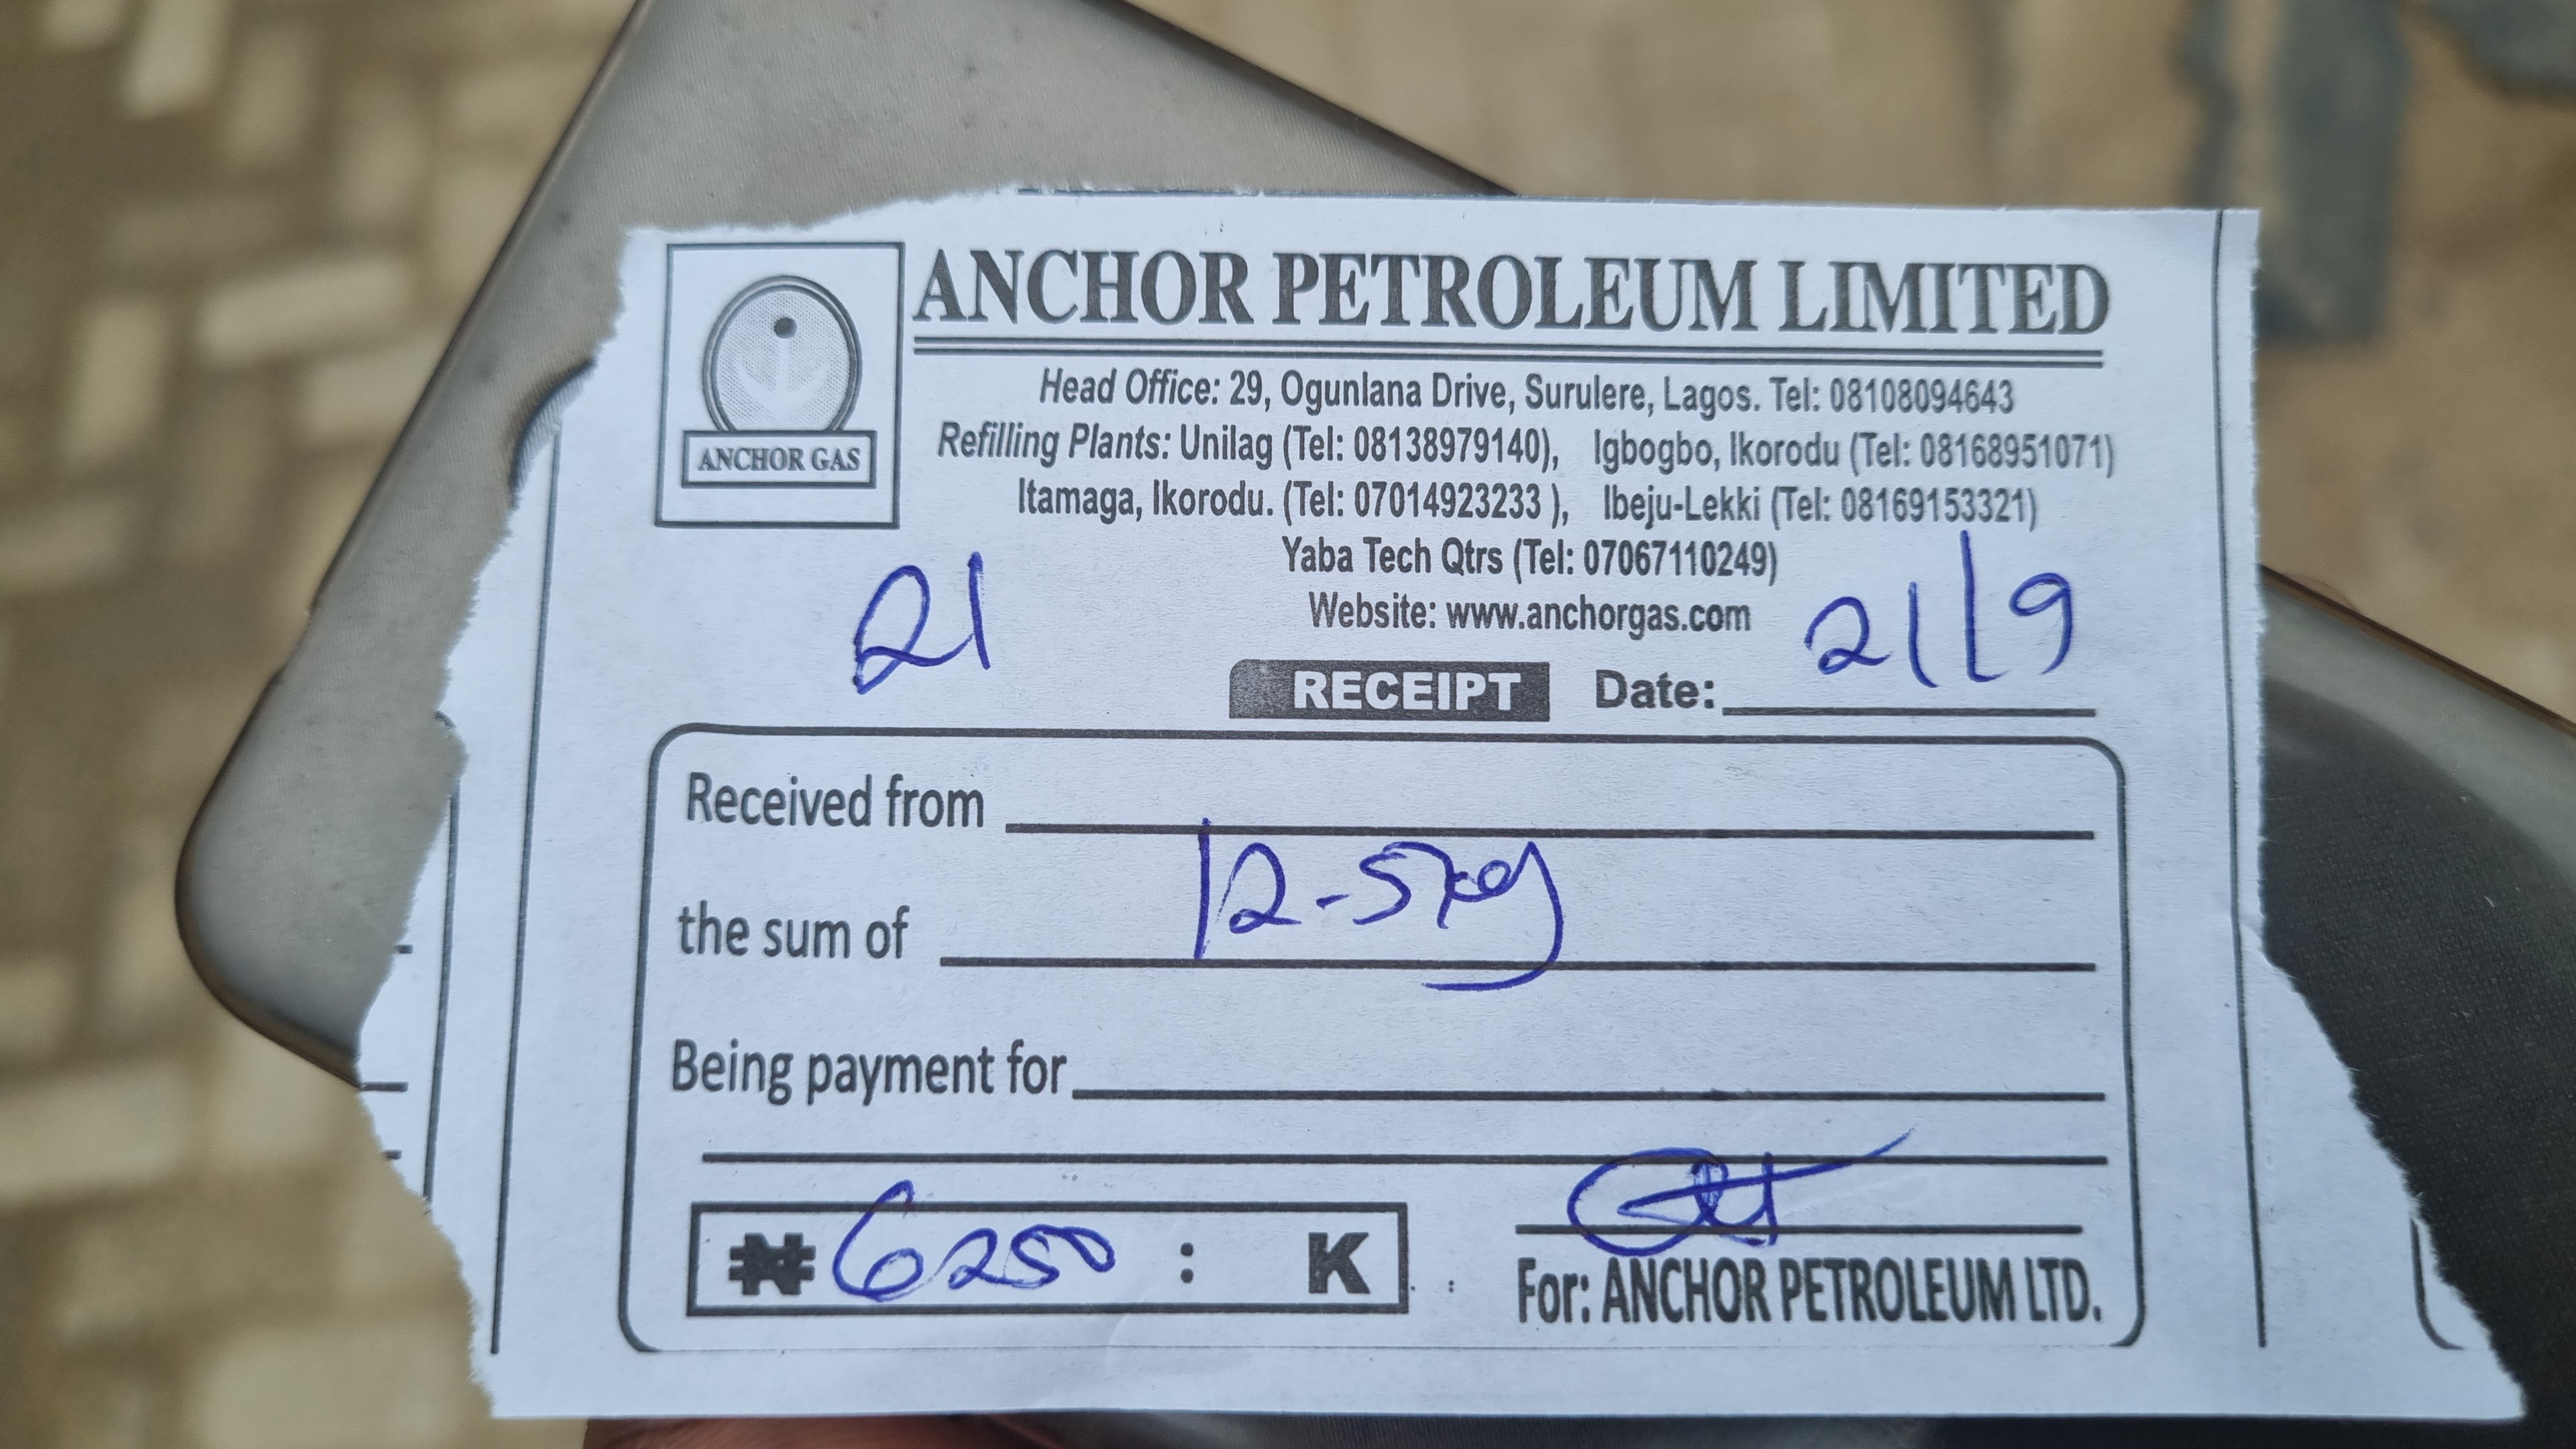 ANCHOR PETROLEUM LIMITED
ANCHOR GAS
Head Office: 29, Ogunlana Drive, Surulere, Lagos. Tel: 08108094643
Refilling Plants: Unilag (Tel: 08138979140), Igbogbo, Ikorodu (Tel: 08168951071)
Itamaga, Ikorodu. (Tel: 07014923233 ), Ibeju-Lekki (Tel: 08169153321)
Yaba Tech Qtrs (Tel: 07067110249)
Website: www.anchorgas.com
21
RECEIPT Date: 21/9
Received from
the sum of 12-5kg
Being payment for
₦ 6250 : K
For: ANCHOR PETROLEUM LTD.